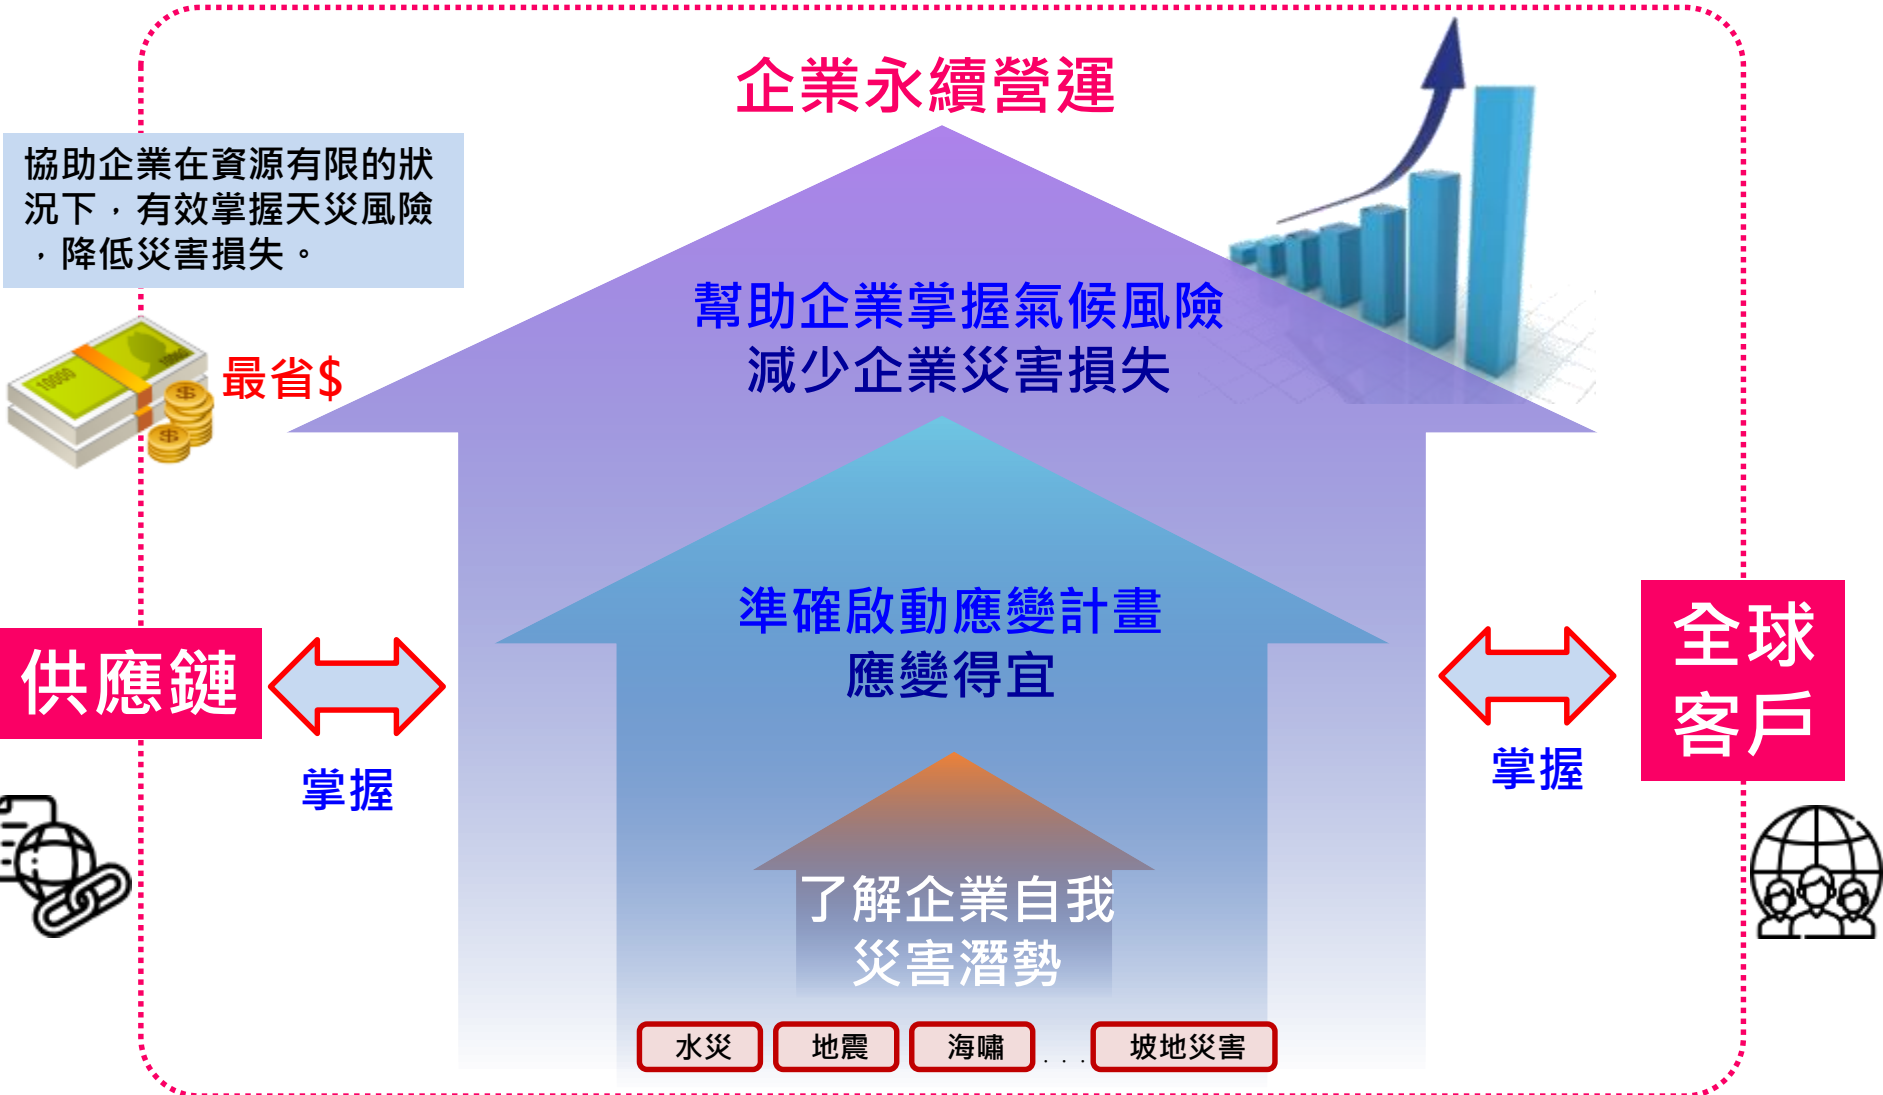 企業永續營運
協助企業在資源有限的狀
況下，有效掌握天災風險
，降低災害損失。
最省$
幫助企業掌握氣候風險
減少企業災害損失
準確啟動應變計畫
應變得宜
供應鏈
掌握
全球
客戶
掌握
了解企業自我
災害潛勢
水災 地震 海嘯 ... 坡地災害
10000
10000
$
$